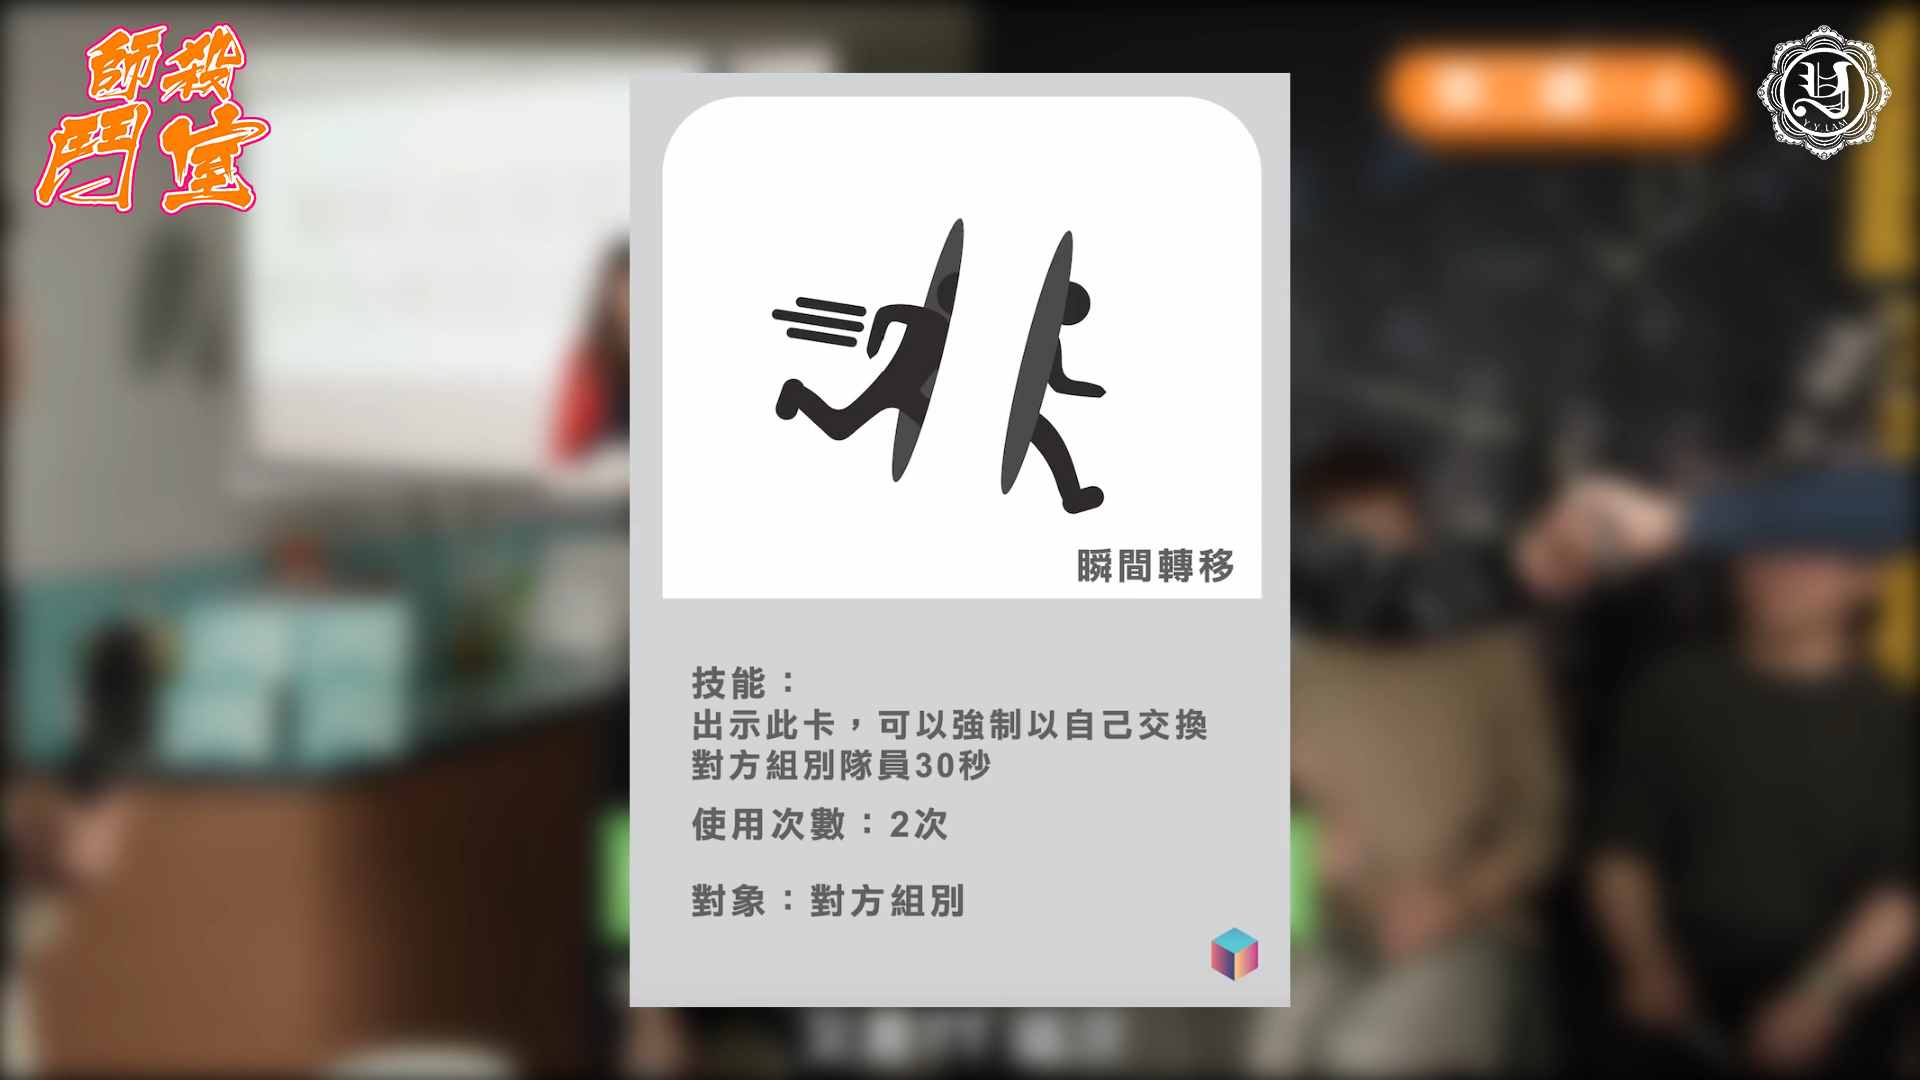 師殺
鬥室
Y.Y.LAM
瞬間轉移
技能：
出示此卡，可以強制以自己交換
對方組別隊員30秒
使用次數：2次
對象：對方組別